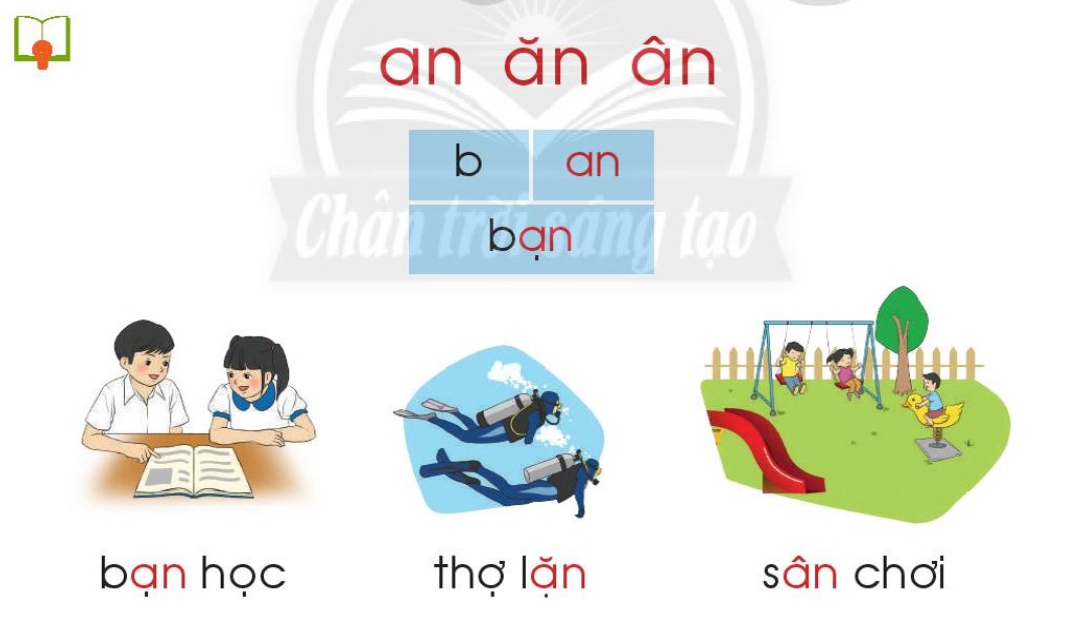 an ăn ân
b an
bạn
Chân trời sáng tạo
bạn học
thợ lặn
sân chơi